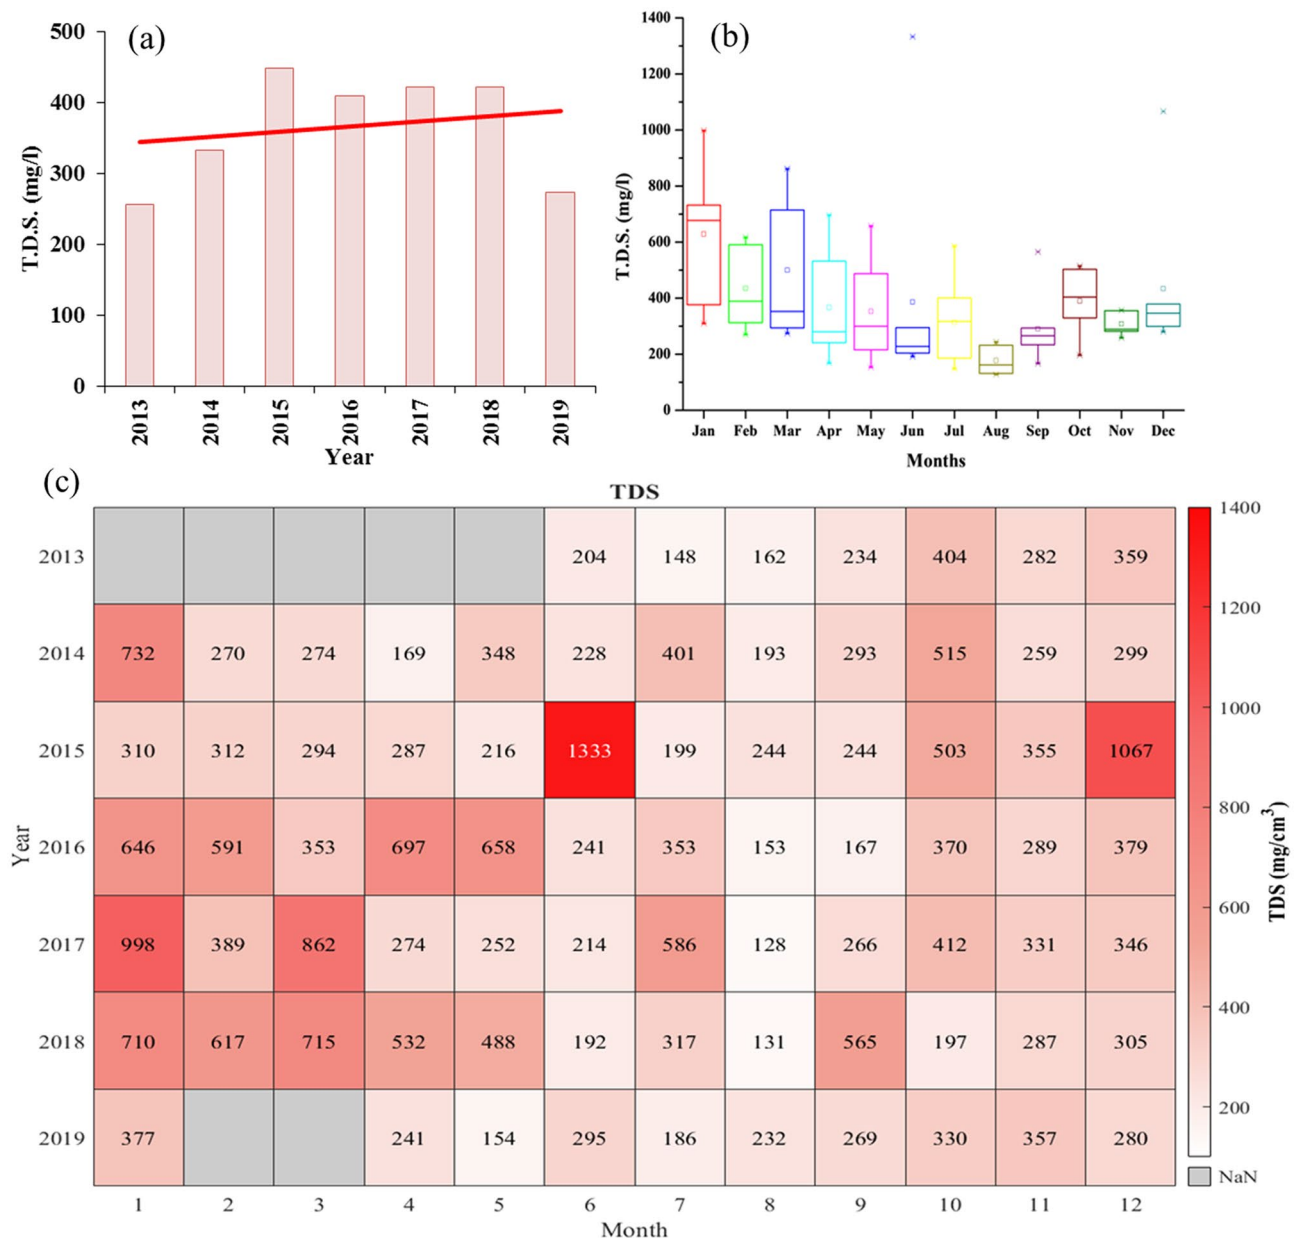 (a)
500
400
300
200
100
0
T.D.S. (mg/l)
2013 2014 2015 2016 2017 2018 2019
Year
(b)
1400
1200
1000
800
600
400
200
0
T.D.S. (mg/l)
Jan Feb Mar Apr May Jun Jul Aug Sep Oct Nov Dec
Months
(c)
TDS
2013 204 148 162 234 404 282 359
2014 732 270 274 169 348 228 401 193 293 515 259 299
2015 310 312 294 287 216 1333 199 244 244 503 355 1067
2016 646 591 353 697 658 241 353 153 167 370 289 379
2017 998 389 862 274 252 214 586 128 266 412 331 346
2018 710 617 715 532 488 192 317 131 565 197 287 305
2019 377 241 154 295 186 232 269 330 357 280
Year
1 2 3 4 5 6 7 8 9 10 11 12
Month
1400
1200
1000
800
600
400
200
NaN
TDS (mg/cm³)